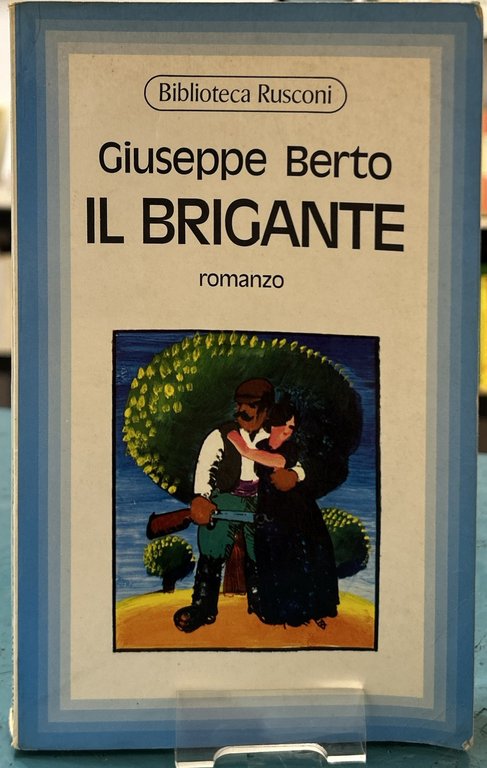 Biblioteca Rusconi
Giuseppe Berto
IL BRIGANTE
romanzo